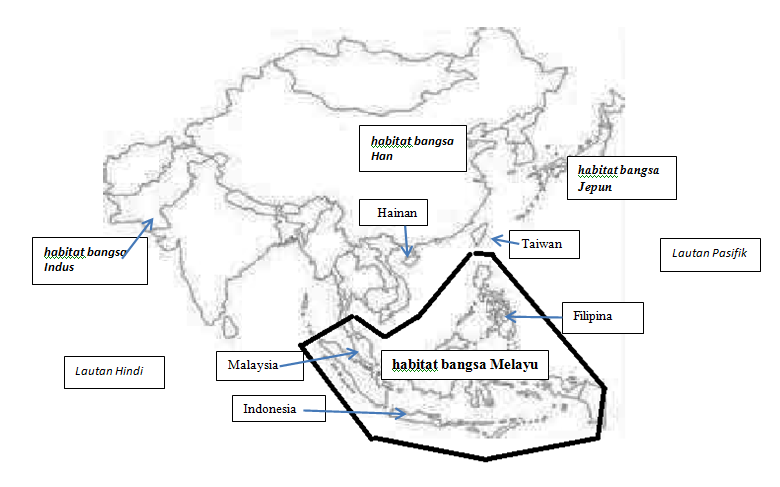 habitat bangsa
Han
habitat bangsa
Jepun
Hainan
Taiwan
habitat bangsa
Indus
Lautan Pasifik
Filipina
Malaysia
habitat bangsa Melayu
Lautan Hindi
Indonesia